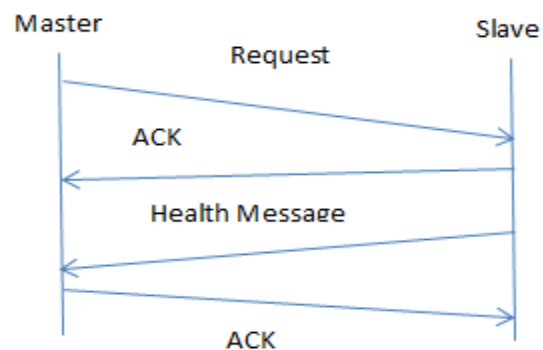 Master
Slave
Request
ACK
Health Message
ACK